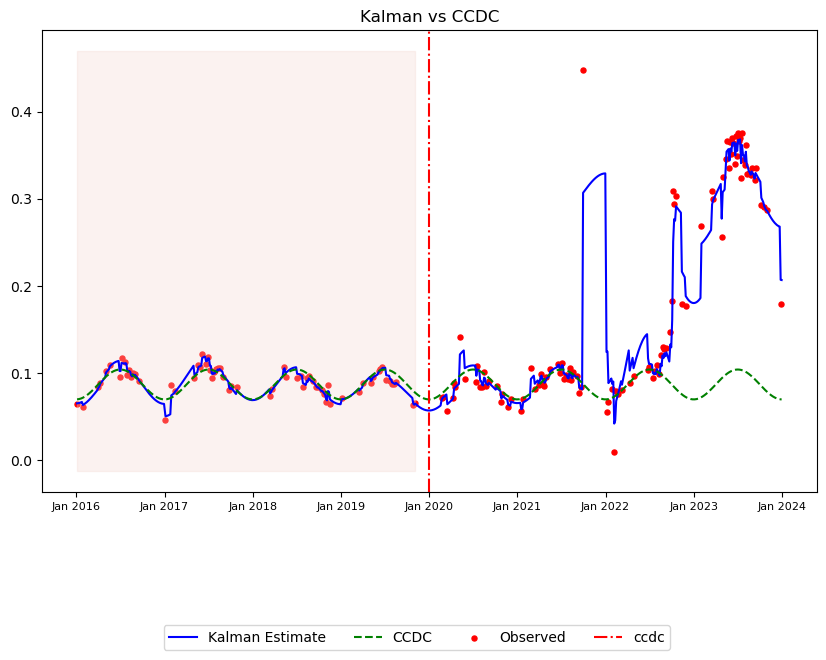 Kalman vs CCDC
0.4
0.3
0.2
0.1
0.0
Jan 2016 Jan 2017 Jan 2018 Jan 2019 Jan 2020 Jan 2021 Jan 2022 Jan 2023 Jan 2024
Kalman Estimate CCDC Observed ccdc